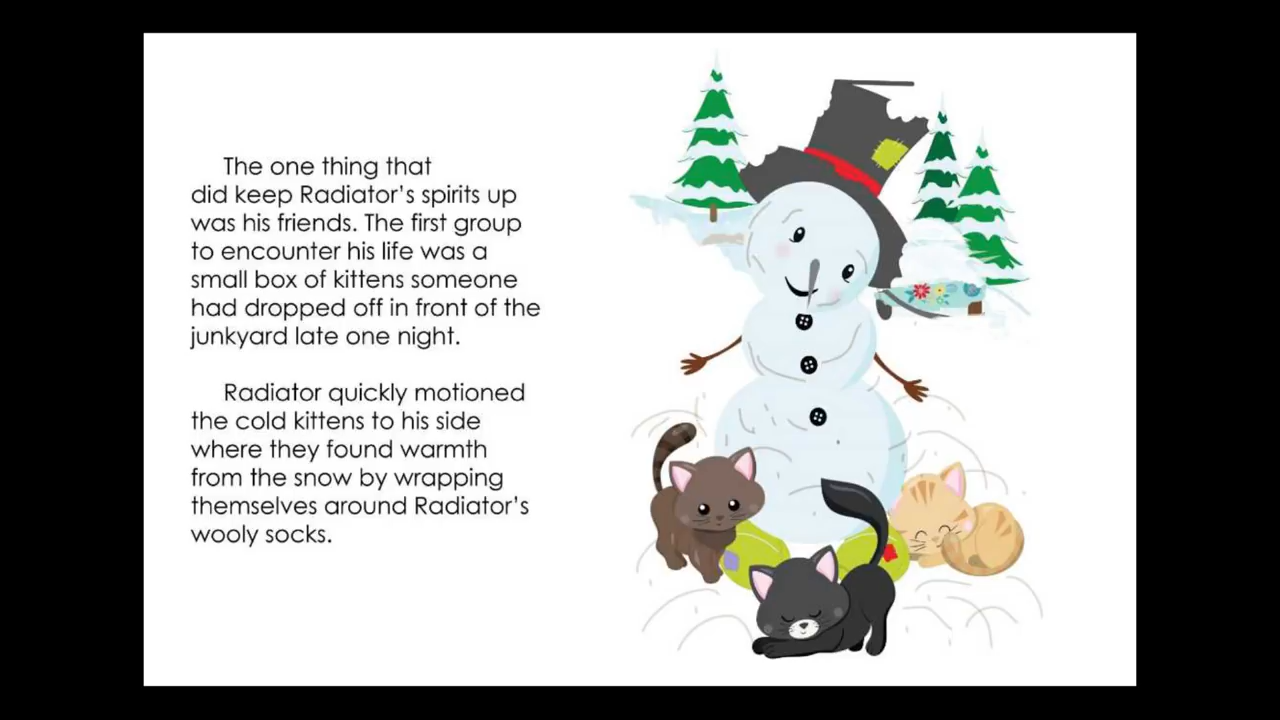 The one thing that
did keep Radiator's spirits up
was his friends. The first group
to encounter his life was a
small box of kittens someone
had dropped off in front of the
junkyard late one night.
Radiator quickly motioned
the cold kittens to his side
where they found warmth
from the snow by wrapping
themselves around Radiator's
wooly socks.